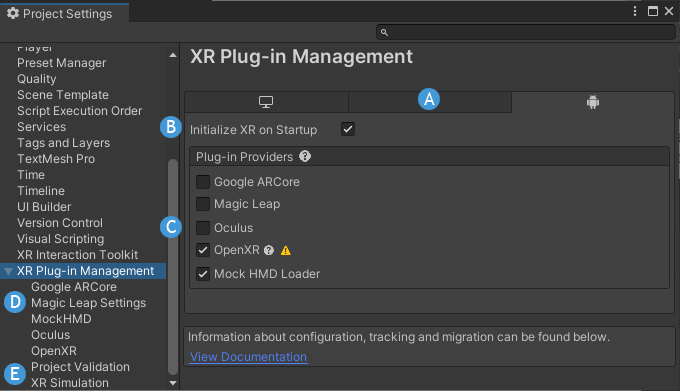 Project Settings
Player
Preset Manager
Quality
Scene Template
Script Execution Order
Services
Tags and Layers
TextMesh Pro
Time
Timeline
UI Builder
Version Control
Visual Scripting
XR Interaction Toolkit
XR Plug-in Management
Google ARCore
D
Magic Leap Settings
MockHMD
Oculus
OpenXR
E
Project Validation
XR Simulation
XR Plug-in Management
A
B
Initialize XR on Startup
Plug-in Providers ?
Google ARCore
Magic Leap
C
Oculus
OpenXR ?
Mock HMD Loader
Information about configuration, tracking and migration can be found below.
View Documentation